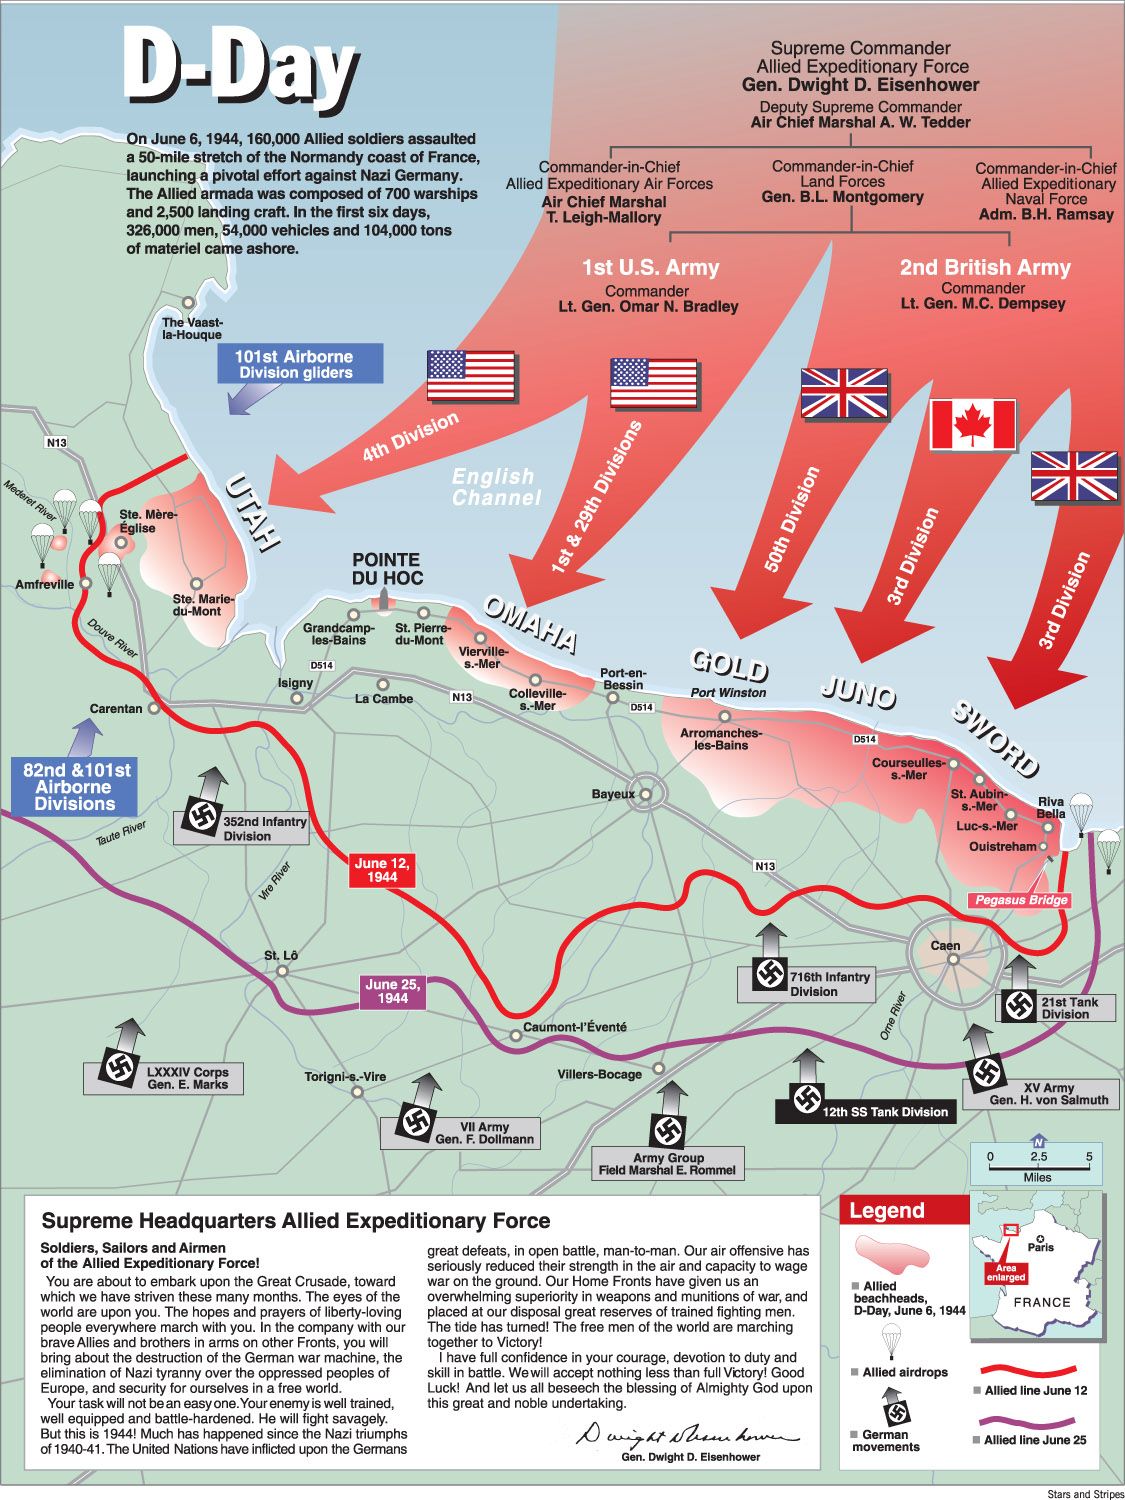 D-Day
On June 6, 1944, 160,000 Allied soldiers assaulted
a 50-mile stretch of the Normandy coast of France,
launching a pivotal effort against Nazi Germany.
The Allied armada was composed of 700 warships
and 2,500 landing craft. In the first six days,
326,000 men, 54,000 vehicles and 104,000 tons
of materiel came ashore.
Supreme Commander
Allied Expeditionary Force
Gen. Dwight D. Eisenhower
Deputy Supreme Commander
Air Chief Marshal A. W. Tedder
Commander-in-Chief
Allied Expeditionary Air Forces
Air Chief Marshal
T. Leigh-Mallory
Commander-in-Chief
Land Forces
Gen. B.L. Montgomery
Commander-in-Chief
Allied Expeditionary
Naval Force
Adm. B.H. Ramsay
1st U.S. Army
Commander
Lt. Gen. Omar N. Bradley
2nd British Army
Commander
Lt. Gen. M.C. Dempsey
The Vaast-
la-Houque
101st Airborne
Division gliders
4th Division
1st & 29th Divisions
50th Division
3rd Division
3rd Division
English
Channel
N13
Mederet River
Ste. Mère-
Église
UTAH
Amfreville
Ste. Marie-
du-Mont
Douve River
POINTE
DU HOC
Grandcamp-
les-Bains
St. Pierre-
du-Mont
OMAHA
Vierville-
s.-Mer
Colleville-
s.-Mer
D514
Isigny
La Cambe
N13
Port-en-
Bessin
D514
GOLD
Port Winston
JUNO
SWORD
Arromanches-
les-Bains
D514
Courseulles-
s.-Mer
St. Aubin-
s.-Mer
Luc-s.-Mer
Riva
Bella
Ouistreham
Pegasus Bridge
Carentan
82nd &101st
Airborne
Divisions
Taute River
352nd Infantry
Division
Vire River
Bayeux
N13
June 12,
1944
Caen
St. Lô
June 25,
1944
716th Infantry
Division
Orne River
21st Tank
Division
Caumont-l'Éventé
LXXXIV Corps
Gen. E. Marks
Torigni-s.-Vire
Villers-Bocage
VII Army
Gen. F. Dollmann
12th SS Tank Division
XV Army
Gen. H. von Salmuth
Army Group
Field Marshal E. Rommel
N
0 2.5 5
Miles
Supreme Headquarters Allied Expeditionary Force
Soldiers, Sailors and Airmen
of the Allied Expeditionary Force!
You are about to embark upon the Great Crusade, toward
which we have striven these many months. The eyes of the
world are upon you. The hopes and prayers of liberty-loving
people everywhere march with you. In the company with our
brave Allies and brothers in arms on other Fronts, you will
bring about the destruction of the German war machine, the
elimination of Nazi tyranny over the oppressed peoples of
Europe, and security for ourselves in a free world.
Your task will not be an easy one. Your enemy is well trained,
well equipped and battle-hardened. He will fight savagely.
But this is 1944! Much has happened since the Nazi triumphs
of 1940-41. The United Nations have inflicted upon the Germans
great defeats, in open battle, man-to-man. Our air offensive has
seriously reduced their strength in the air and capacity to wage
war on the ground. Our Home Fronts have given us an
overwhelming superiority in weapons and munitions of war, and
placed at our disposal great reserves of trained fighting men.
The tide has turned! The free men of the world are marching
together to Victory!
I have full confidence in your courage, devotion to duty and
skill in battle. We will accept nothing less than full Victory! Good
Luck! And let us all beseech the blessing of Almighty God upon
this great and noble undertaking.
Dwight D Eisenhower
Gen. Dwight D. Eisenhower
Legend
Allied
beachheads,
D-Day, June 6, 1944
Allied airdrops
German
movements
Paris
Area
enlarged
FRANCE
Allied line June 12
Allied line June 25
Stars and Stripes